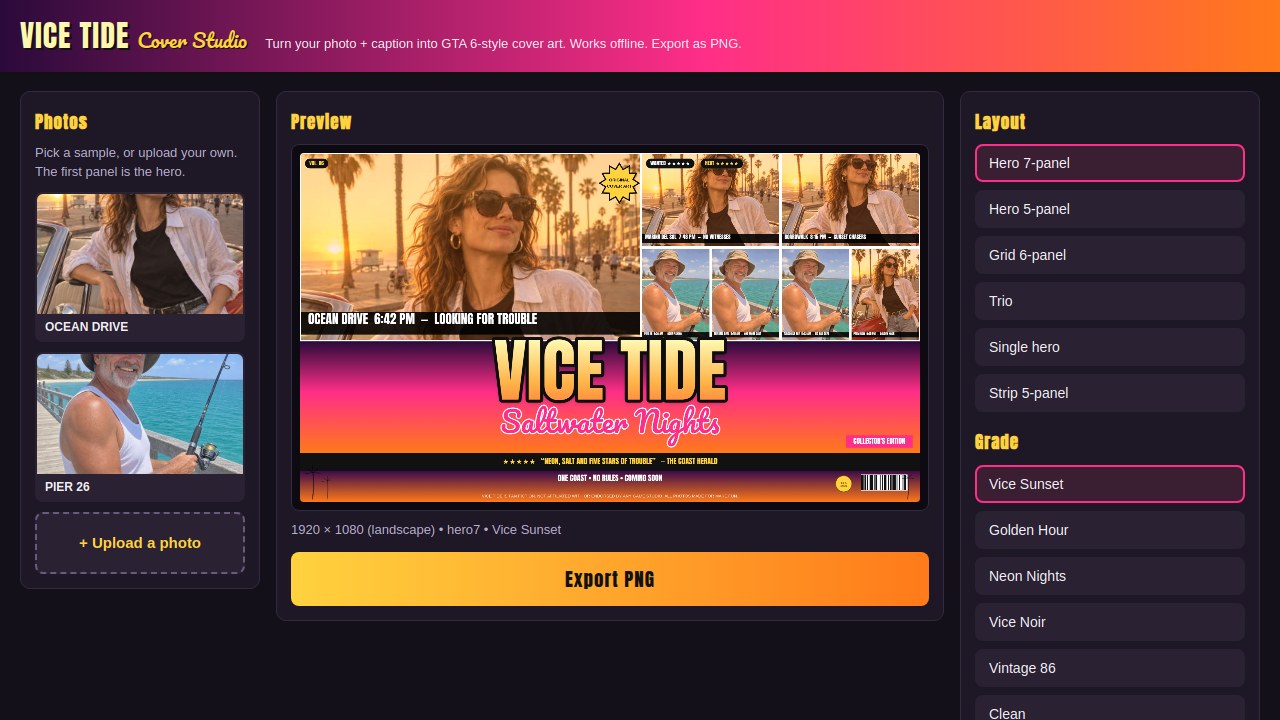 VICE TIDE Cover Studio
Turn your photo + caption into GTA 6-style cover art. Works offline. Export as PNG.
Photos
Pick a sample, or upload your own.
The first panel is the hero.
OCEAN DRIVE
PIER 26
+ Upload a photo
Preview
ORIGINAL
COVER ART
WANTED ★★★★★
HEAT ★★★★★
OCEAN DRIVE 6:42 PM — LOOKING FOR TROUBLE
VICE TIDE
Saltwater Nights
COLLECTOR'S EDITION
★★★★★ "NEON, SALT AND FIVE STARS OF TROUBLE" — THE COAST HERALD
ONE COAST • NO RULES • COMING SOON
1920 × 1080 (landscape) • hero7 • Vice Sunset
Export PNG
Layout
Hero 7-panel
Hero 5-panel
Grid 6-panel
Trio
Single hero
Strip 5-panel
Grade
Vice Sunset
Golden Hour
Neon Nights
Vice Noir
Vintage 86
Clean